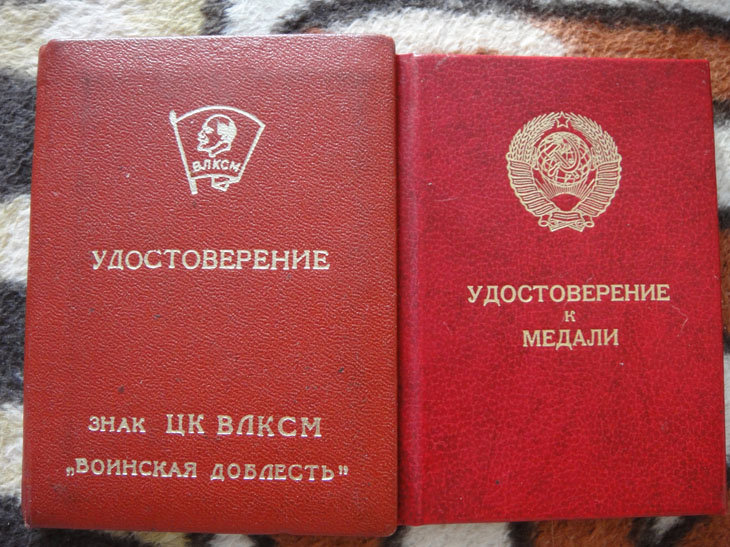 ВЛКСМ
УДОСТОВЕРЕНИЕ
ЗНАК ЦК ВЛКСМ
„ВОИНСКАЯ ДОБЛЕСТЬ"
УДОСТОВЕРЕНИЕ
к
МЕДАЛИ